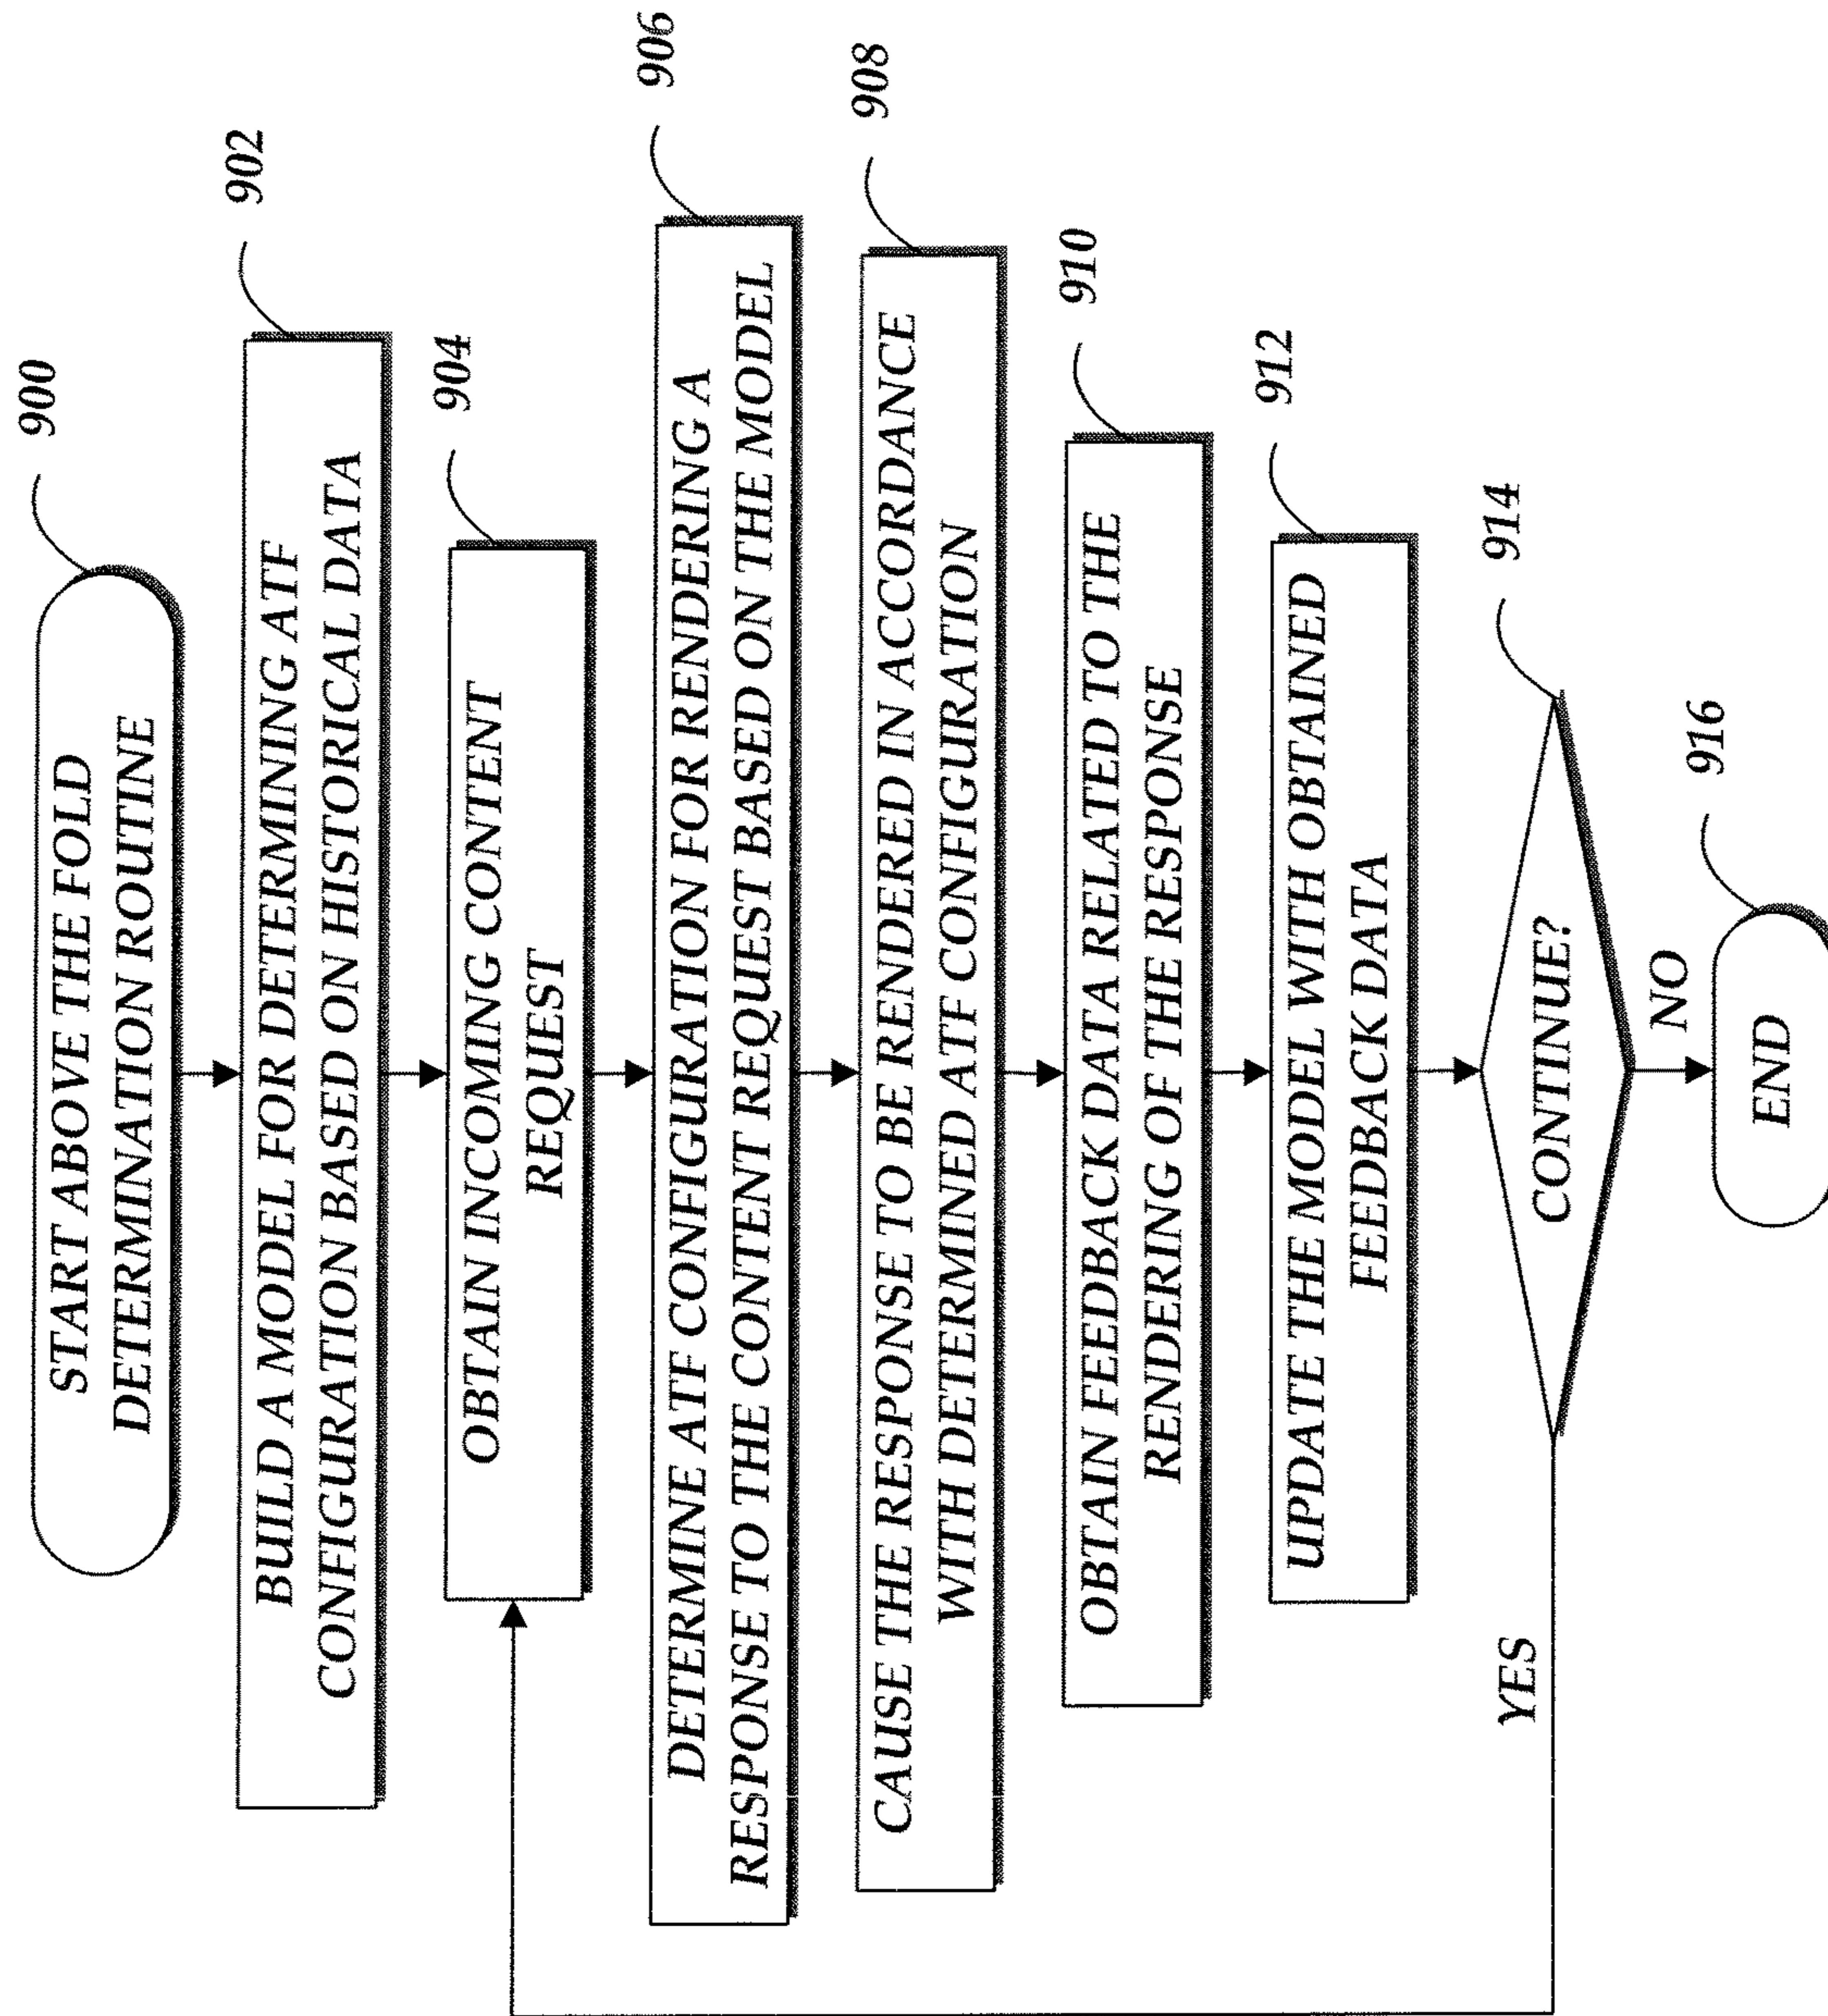 900
START ABOVE THE FOLD
DETERMINATION ROUTINE
902
BUILD A MODEL FOR DETERMINING ATF
CONFIGURATION BASED ON HISTORICAL DATA
904
OBTAIN INCOMING CONTENT
REQUEST
906
DETERMINE ATF CONFIGURATION FOR RENDERING A
RESPONSE TO THE CONTENT REQUEST BASED ON THE MODEL
908
CAUSE THE RESPONSE TO BE RENDERED IN ACCORDANCE
WITH DETERMINED ATF CONFIGURATION
910
OBTAIN FEEDBACK DATA RELATED TO THE
RENDERING OF THE RESPONSE
912
UPDATE THE MODEL WITH OBTAINED
FEEDBACK DATA
914
CONTINUE?
YES
NO
916
END